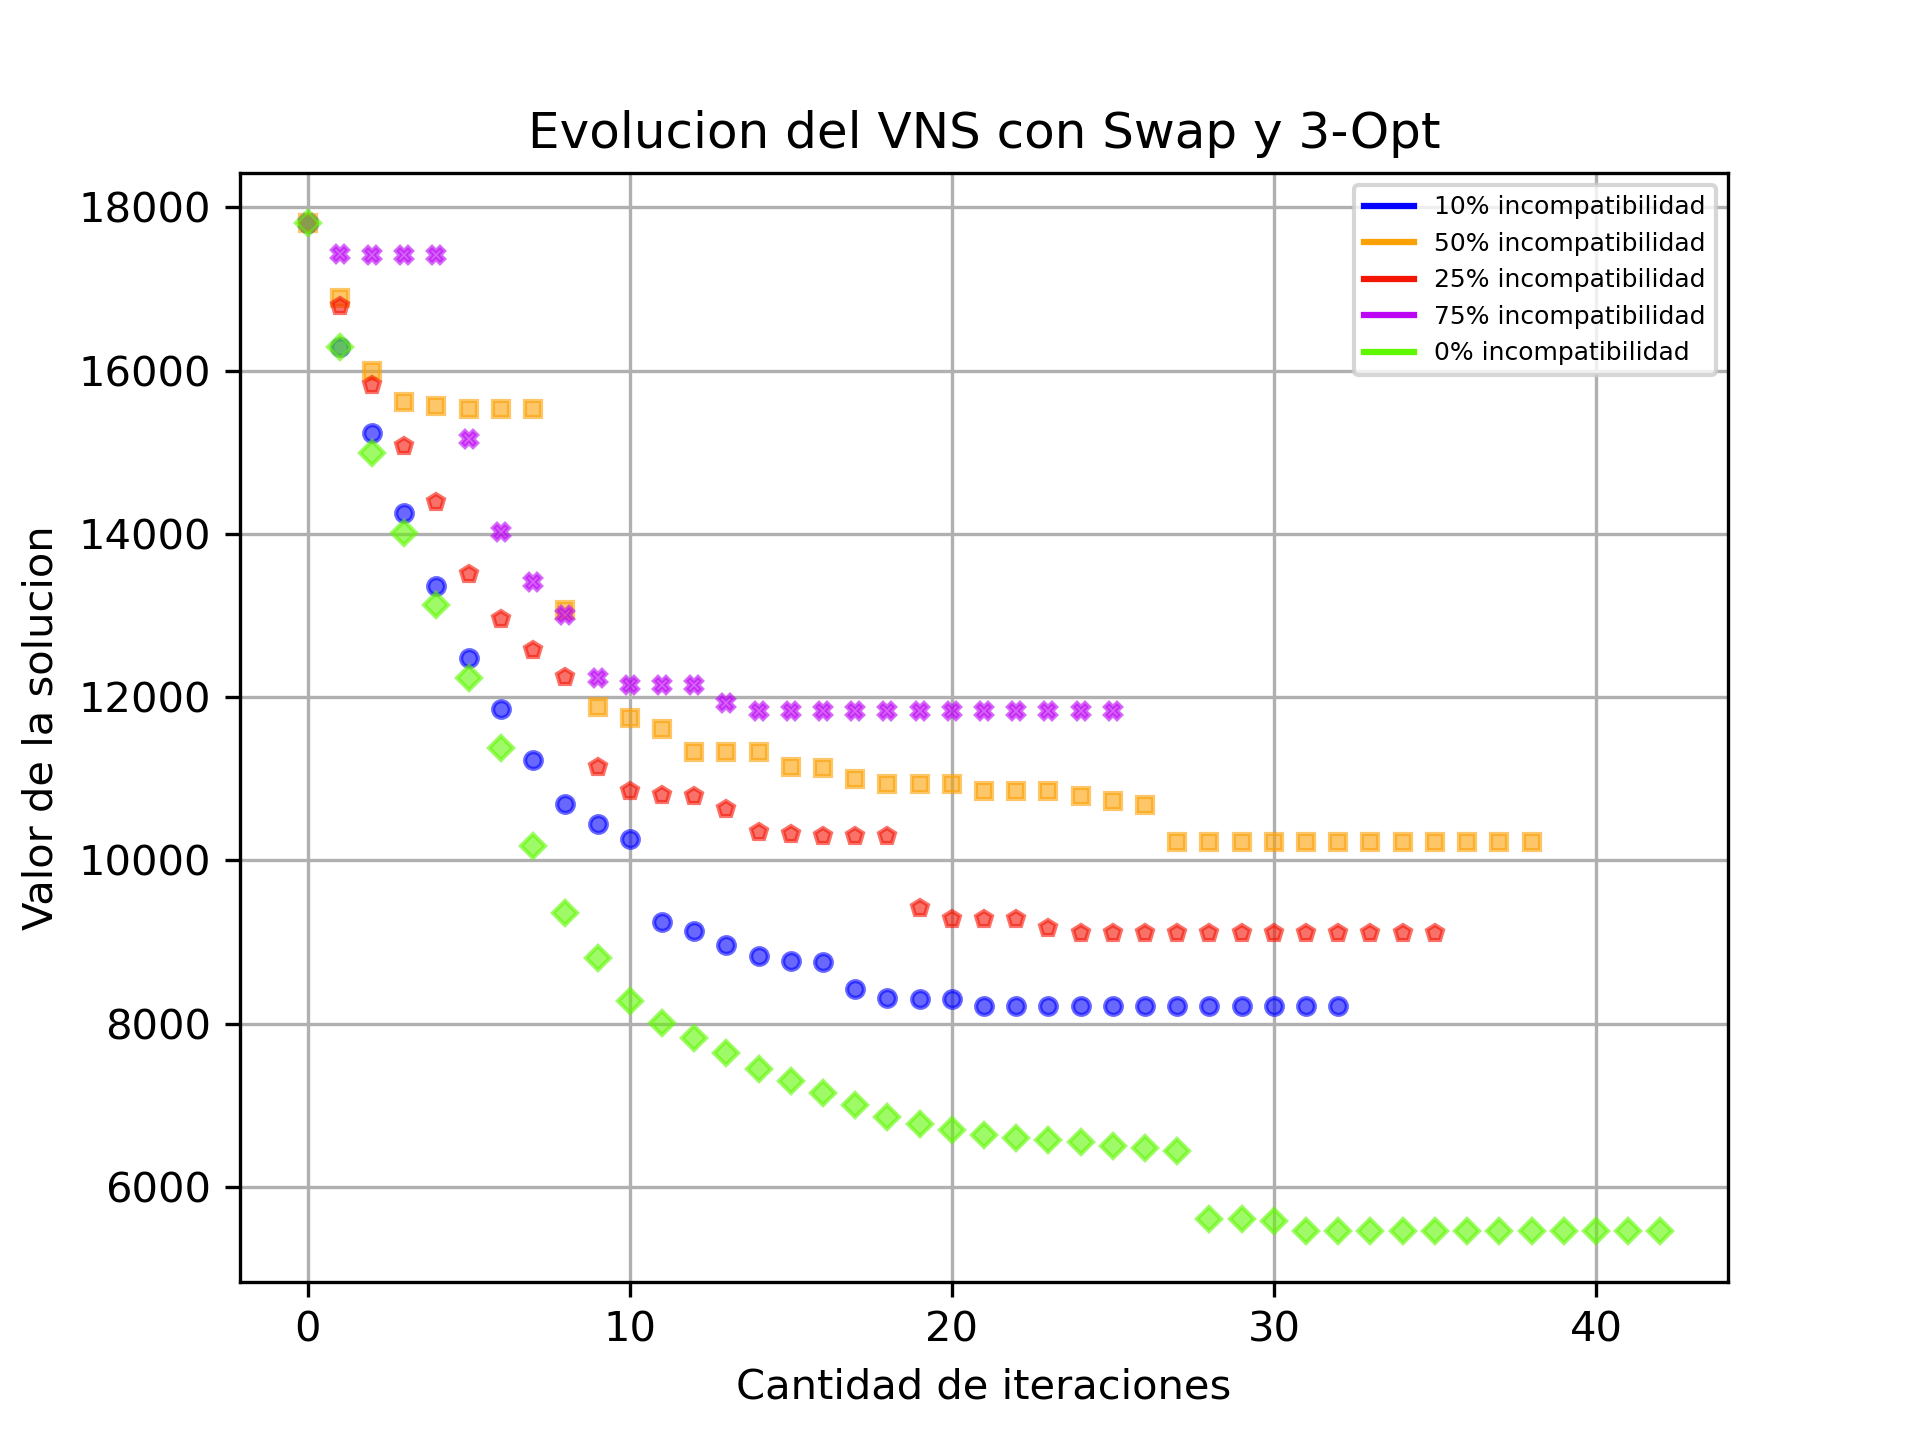 Evolucion del VNS con Swap y 3-Opt
18000
16000
14000
12000
10000
8000
6000
Valor de la solucion
10% incompatibilidad
50% incompatibilidad
25% incompatibilidad
75% incompatibilidad
0% incompatibilidad
0 10 20 30 40
Cantidad de iteraciones